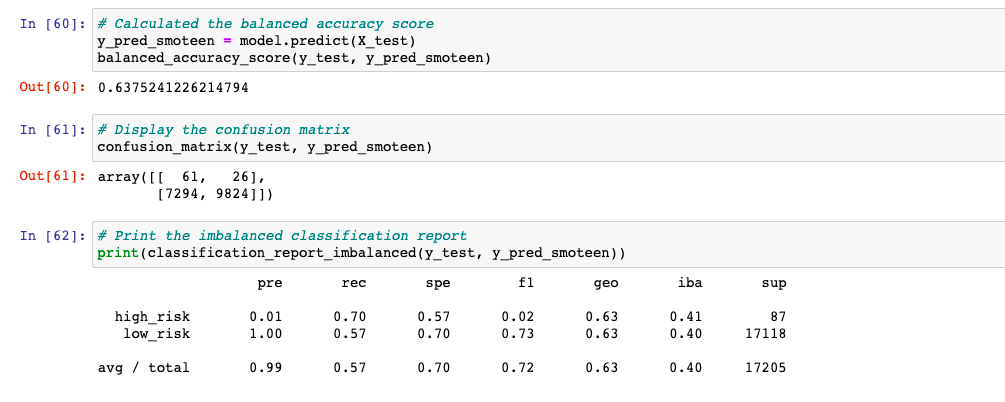 In [60]: # Calculated the balanced accuracy score
y_pred_smoteen = model.predict(X_test)
balanced_accuracy_score(y_test, y_pred_smoteen)
Out[60]: 0.6375241226214794
In [61]: # Display the confusion matrix
confusion_matrix(y_test, y_pred_smoteen)
Out[61]: array([[  61,   26],
       [7294, 9824]])
In [62]: # Print the imbalanced classification report
print(classification_report_imbalanced(y_test, y_pred_smoteen))
pre rec spe f1 geo iba sup
high_risk 0.01 0.70 0.57 0.02 0.63 0.41 87
low_risk 1.00 0.57 0.70 0.73 0.63 0.40 17118
avg / total 0.99 0.57 0.70 0.72 0.63 0.40 17205